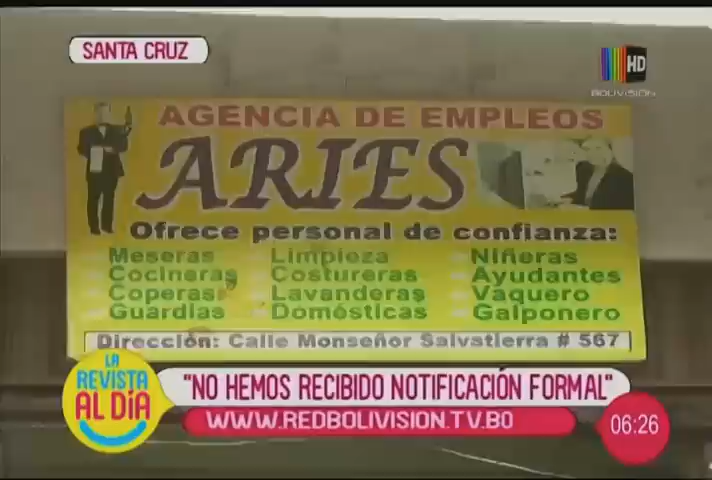 SANTA CRUZ
HD
BOLIVISION
AGENCIA DE EMPLEOS
ARIES
Ofrece personal de confianza:
Meseras Limpieza Niñeras
Cocineras Costureras Ayudantes
Coperas Lavanderas Vaquero
Guardias Domésticas Galponero
Dirección: Calle Monseñor Salvatierra # 567
LA REVISTA AL DÍA
"NO HEMOS RECIBIDO NOTIFICACIÓN FORMAL"
WWW.REDBOLIVISION.TV.BO
06:26